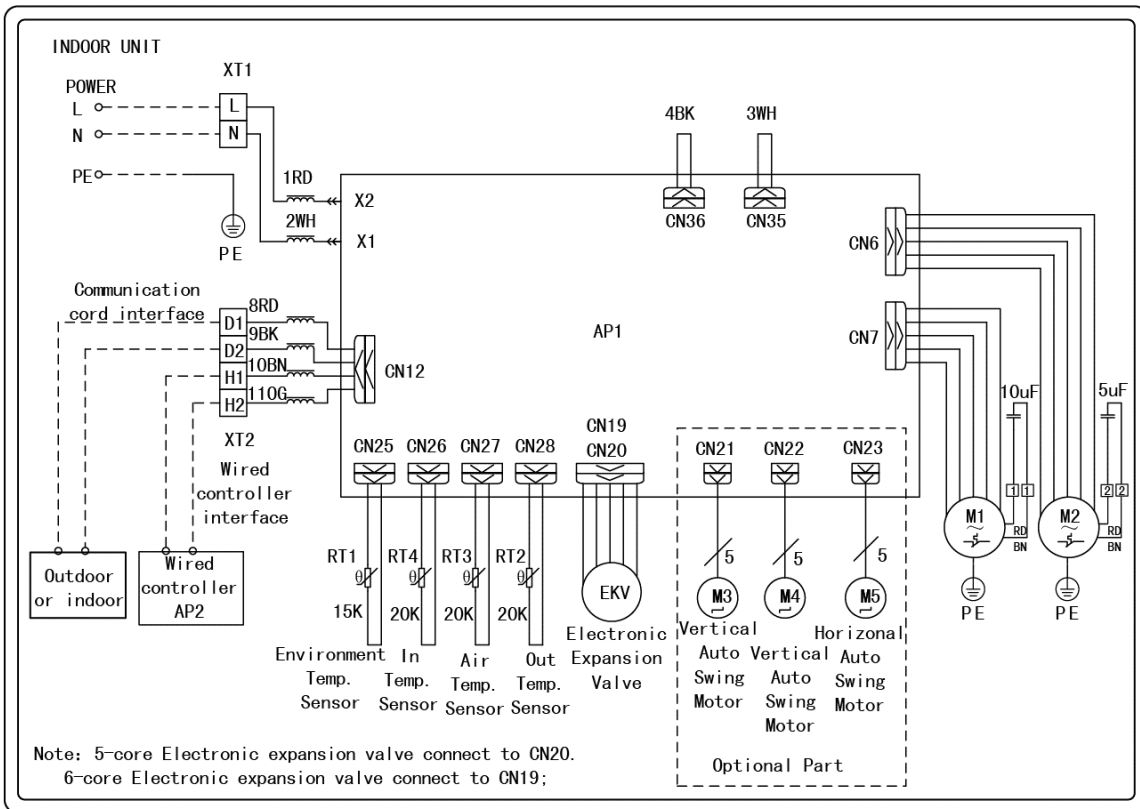 INDOOR UNIT
POWER
XT1
L
L
N
N
PE
PE
1RD
X2
2WH
X1
4BK
3WH
CN36
CN35
CN6
CN7
AP1
Communication
cord interface
8RD
D1
9BK
D2
10BN
H1
11OG
H2
CN12
XT2
Wired
controller
interface
Outdoor
or indoor
Wired
controller
AP2
CN25
CN26
CN27
CN28
CN19
CN20
CN21
CN22
CN23
RT1
RT4
RT3
RT2
θ
θ
θ
θ
15K
20K
20K
20K
EKV
5
5
5
M3
M4
M5
Environment
Temp.
Sensor
In
Temp.
Sensor
Air
Temp.
Sensor
Out
Temp.
Sensor
Electronic
Expansion
Valve
Vertical
Auto
Swing
Motor
Vertical
Auto
Swing
Motor
Horizonal
Auto
Swing
Motor
Optional Part
10uF
5uF
1 1
2 2
M1
~
M2
~
RD
BN
RD
BN
PE
PE
Note: 5-core Electronic expansion valve connect to CN20.
6-core Electronic expansion valve connect to CN19;